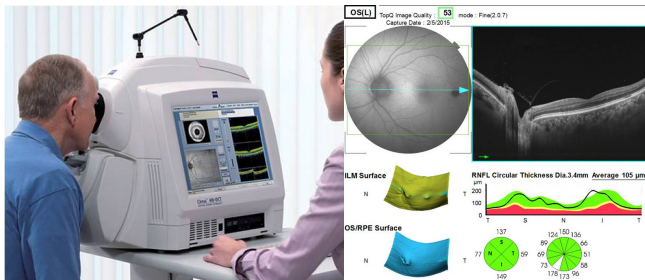 ZEISS
OS(L)
TopQ Image Quality : 53 mode : Fine(2.0.7)
Capture Date : 2/5/2015
ILM Surface
N T
OS/RPE Surface
N T
RNFL Circular Thickness Dia.3.4mm Average 105 μm
μm
200
100
0
T S N I T
137
S
77 N T 59
I
149
124 150 136
89 66
69 51
73 58
178 173 96